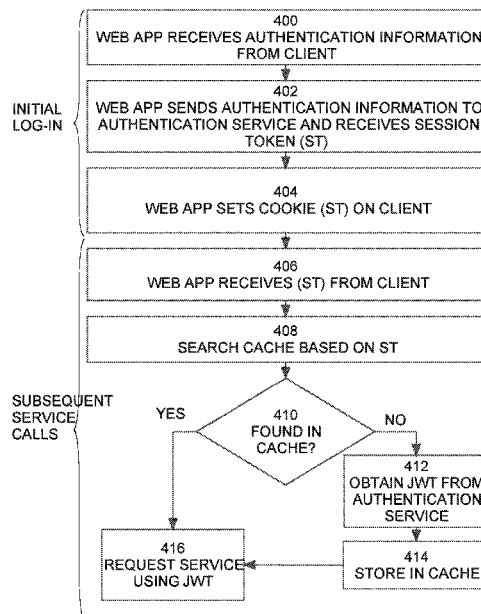 400
WEB APP RECEIVES AUTHENTICATION INFORMATION
FROM CLIENT
INITIAL
LOG-IN
402
WEB APP SENDS AUTHENTICATION INFORMATION TO
AUTHENTICATION SERVICE AND RECEIVES SESSION
TOKEN (ST)
404
WEB APP SETS COOKIE (ST) ON CLIENT
406
WEB APP RECEIVES (ST) FROM CLIENT
408
SEARCH CACHE BASED ON ST
SUBSEQUENT
SERVICE
CALLS
YES
410
FOUND IN
CACHE?
NO
412
OBTAIN JWT FROM
AUTHENTICATION
SERVICE
416
REQUEST SERVICE
USING JWT
414
STORE IN CACHE